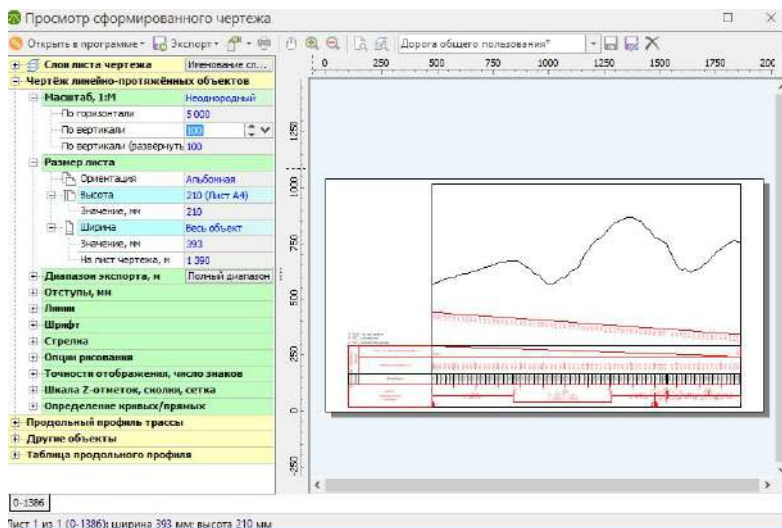 Просмотр сформированного чертежа
Открыть в программе Экспорт Дорога общего пользования*
Слои листа чертежа Именование сл...
Чертёж линейно-протяжённых объектов
Масштаб, 1:М Неоднородный
По горизонтали 5 000
По вертикали 100
По вертикали (развернуть 100
Размер листа
Ориентация Альбомная
Высота 210 (Лист А4)
Значение, мм 210
Ширина Весь объект
Значение, мм 393
На лист чертежа, м 1 390
Диапазон экспорта, м Полный диапазон
Отступы, мм
Линии
Шрифт
Стрелка
Опции рисования
Точности отображения, число знаков
Шкала Z-отметок, сколки, сетка
Определение кривых/прямых
Продольный профиль трассы
Другие объекты
Таблица продольного профиля
0 250 500 750 1000 1250 1500 1750 200
1250
1000
750
500
250
0
-250
0-1386
Лист 1 из 1 (0-1386): ширина 393 мм; высота 210 мм